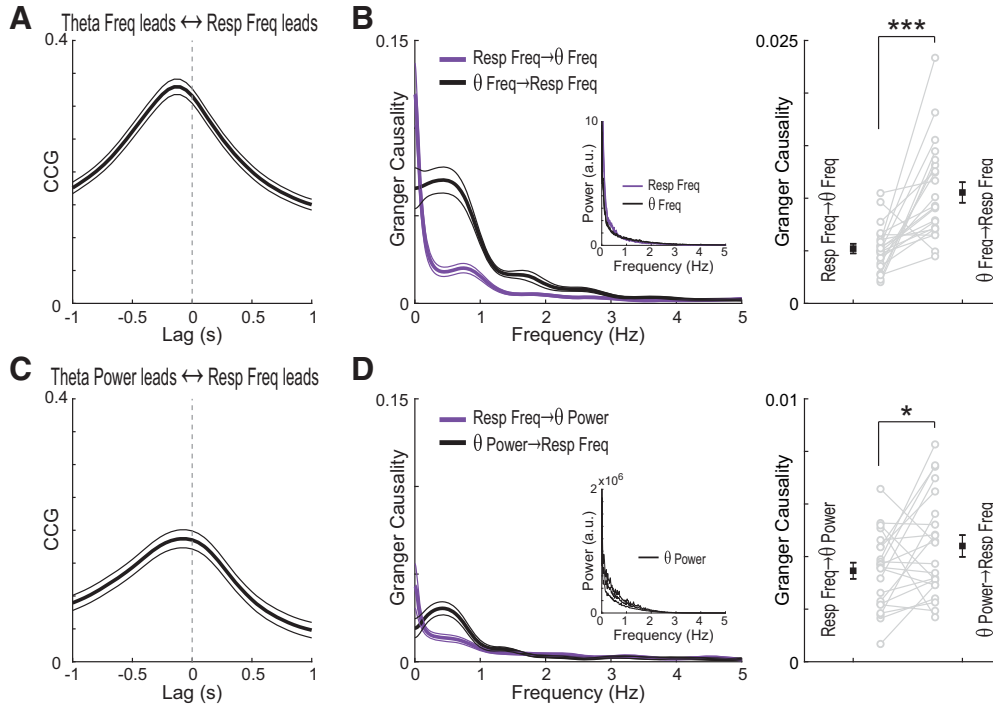 A
Theta Freq leads ↔ Resp Freq leads
0.4
CCG
0
-1 -0.5 0 0.5 1
Lag (s)
B
0.15
Granger Causality
0
Resp Freq→θ Freq
θ Freq→Resp Freq
10
Power (a.u.)
0
Resp Freq
θ Freq
0 1 2 3 4 5
Frequency (Hz)
0 1 2 3 4 5
Frequency (Hz)
0.025
Granger Causality
0
***
Resp Freq→θ Freq
θ Freq→Resp Freq
C
Theta Power leads ↔ Resp Freq leads
0.4
CCG
0
-1 -0.5 0 0.5 1
Lag (s)
D
0.15
Granger Causality
0
Resp Freq→θ Power
θ Power→Resp Freq
2 ×10⁶
Power (a.u.)
0
θ Power
0 1 2 3 4 5
Frequency (Hz)
0 1 2 3 4 5
Frequency (Hz)
0.01
Granger Causality
0
*
Resp Freq→θ Power
θ Power→Resp Freq